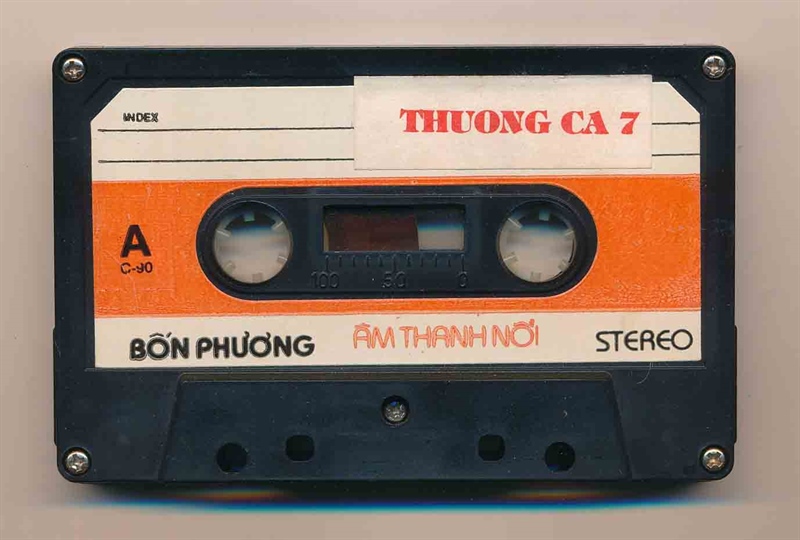 INDEX
THUONG CA 7
A
C-90
100 50 0
BỐN PHƯƠNG ÂM THANH NỔI STEREO